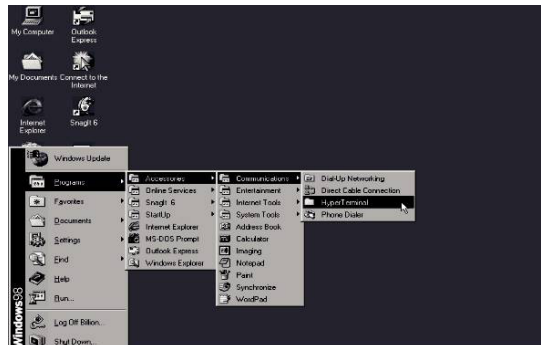 My Computer
Outlook
Express
My Documents
Connect to the
Internet
Internet
Explorer
SnagIt 6
Windows Update
Programs
Favorites
Documents
Settings
Find
Help
Run...
Log Off Billion...
Shut Down...
Windows98
Accessories
Online Services
SnagIt 6
StartUp
Internet Explorer
MS-DOS Prompt
Outlook Express
Windows Explorer
Communications
Entertainment
Internet Tools
System Tools
Address Book
Calculator
Imaging
Notepad
Paint
Synchronize
WordPad
Dial-Up Networking
Direct Cable Connection
HyperTerminal
Phone Dialer